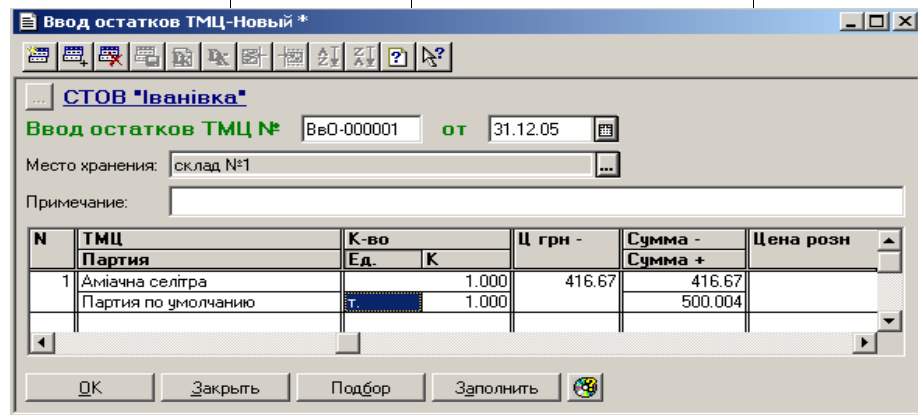 Ввод остатков ТМЦ-Новый *
... СТОВ "Іванівка"
Ввод остатков ТМЦ № ВвО-000001 от 31.12.05
Место хранения: склад №1 ...
Примечание:
N ТМЦ К-во Ц грн - Сумма - Цена розн
Партия Ед. К Сумма +
1 Аміачна селітра 1.000 416.67 416.67
Партия по умолчанию т. 1.000 500.004
OK Закрыть Подбор Заполнить